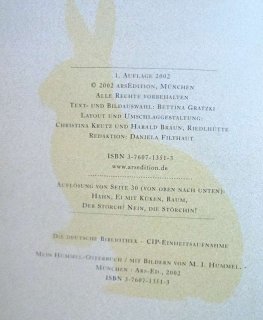 1. Auflage 2002
© 2002 arsEdition, München
Alle Rechte vorbehalten
Text- und Bildauswahl: Bettina Gratzki
Layout und Umschlaggestaltung:
Christina Krutz und Harald Braun, Riedlhütte
Redaktion: Daniela Filthaut
ISBN 3-7607-1351-3
www.arsedition.de
Auflösung von Seite 30 (von oben nach unten):
Hahn, Ei mit Küken, Baum,
Der Storch! Nein, die Störchin!
Die Deutsche Bibliothek - CIP-Einheitsaufnahme
Mein Hummel-Osterbuch / mit Bildern von M. I. Hummel. -
München : Ars-Ed., 2002
ISBN 3-7607-1351-3